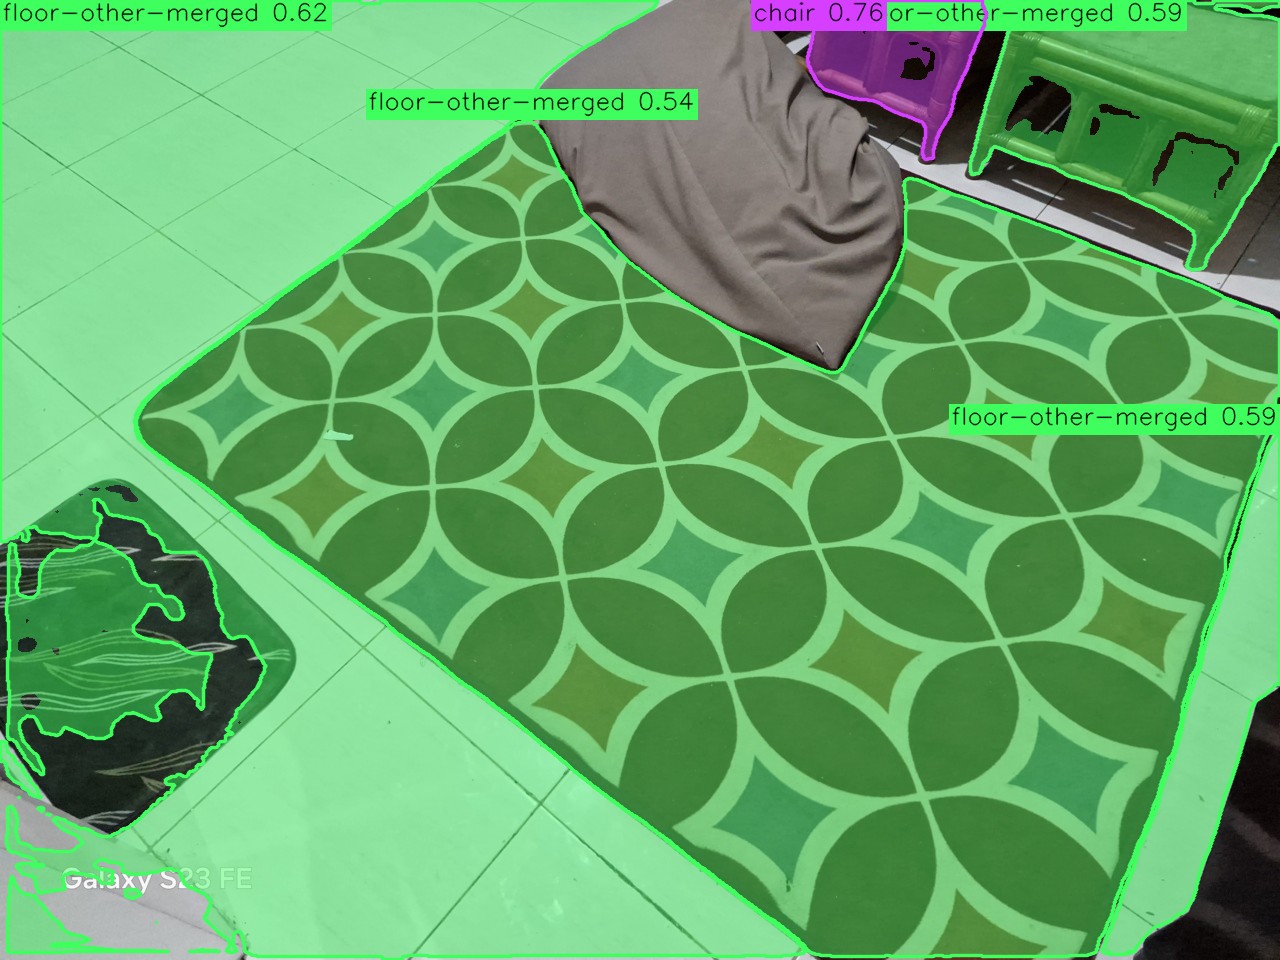 floor-other-merged 0.62
chair 0.76
or-other-merged 0.59
floor-other-merged 0.54
floor-other-merged 0.59
Galaxy S23 FE